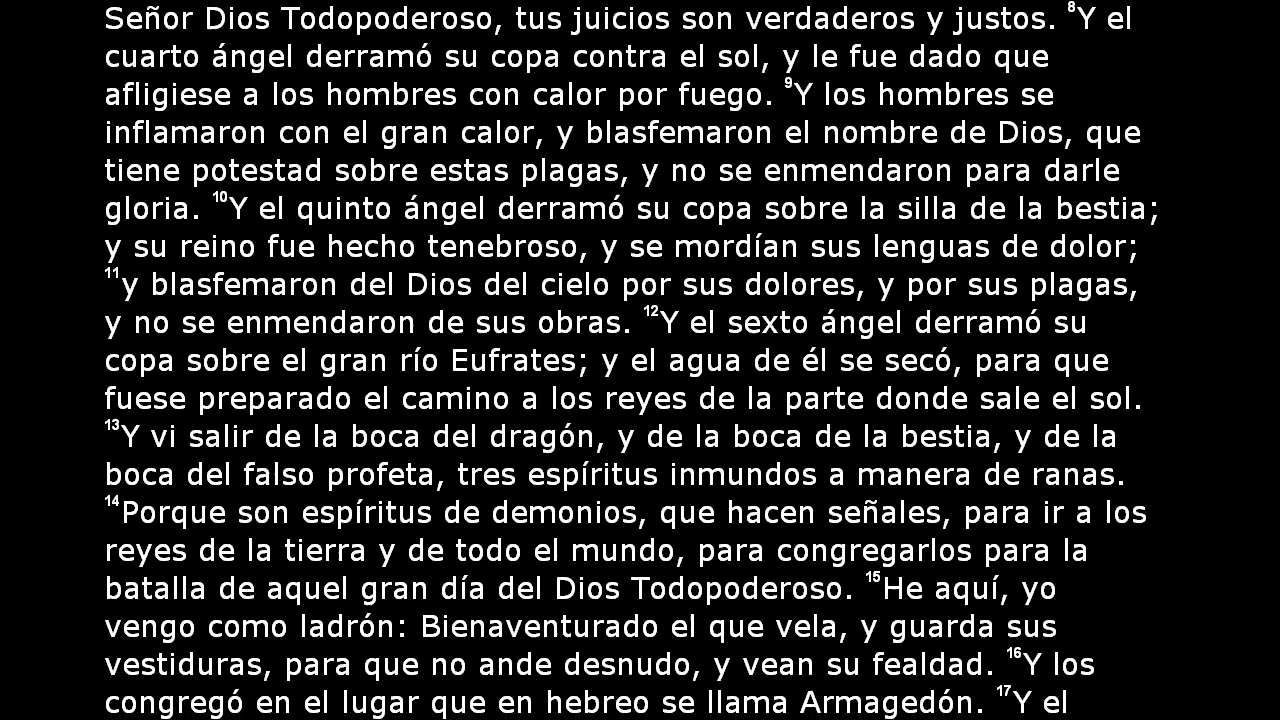 Señor Dios Todopoderoso, tus juicios son verdaderos y justos. ⁸Y el
cuarto ángel derramó su copa contra el sol, y le fue dado que
afligiese a los hombres con calor por fuego. ⁹Y los hombres se
inflamaron con el gran calor, y blasfemaron el nombre de Dios, que
tiene potestad sobre estas plagas, y no se enmendaron para darle
gloria. ¹⁰Y el quinto ángel derramó su copa sobre la silla de la bestia;
y su reino fue hecho tenebroso, y se mordían sus lenguas de dolor;
¹¹y blasfemaron del Dios del cielo por sus dolores, y por sus plagas,
y no se enmendaron de sus obras. ¹²Y el sexto ángel derramó su
copa sobre el gran río Eufrates; y el agua de él se secó, para que
fuese preparado el camino a los reyes de la parte donde sale el sol.
¹³Y vi salir de la boca del dragón, y de la boca de la bestia, y de la
boca del falso profeta, tres espíritus inmundos a manera de ranas.
¹⁴Porque son espíritus de demonios, que hacen señales, para ir a los
reyes de la tierra y de todo el mundo, para congregarlos para la
batalla de aquel gran día del Dios Todopoderoso. ¹⁵He aquí, yo
vengo como ladrón: Bienaventurado el que vela, y guarda sus
vestiduras, para que no ande desnudo, y vean su fealdad. ¹⁶Y los
congregó en el lugar que en hebreo se llama Armagedón. ¹⁷Y el